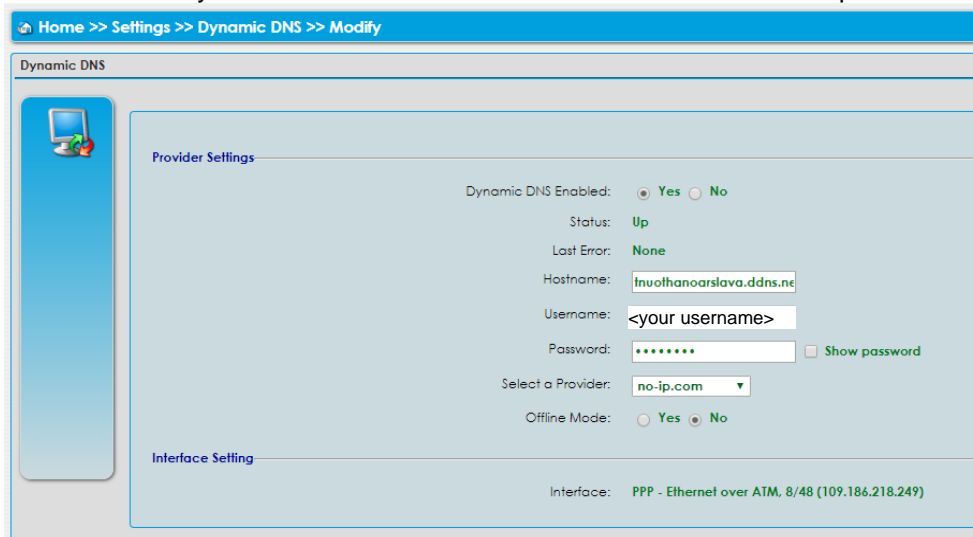 Home >> Settings >> Dynamic DNS >> Modify
Dynamic DNS
Provider Settings
Dynamic DNS Enabled: Yes No
Status: Up
Last Error: None
Hostname: tnuothanoarslava.ddns.ne
Username: <your username>
Password: •••••••• Show password
Select a Provider: no-ip.com
Offline Mode: Yes No
Interface Setting
Interface: PPP - Ethernet over ATM, 8/48 (109.186.218.249)